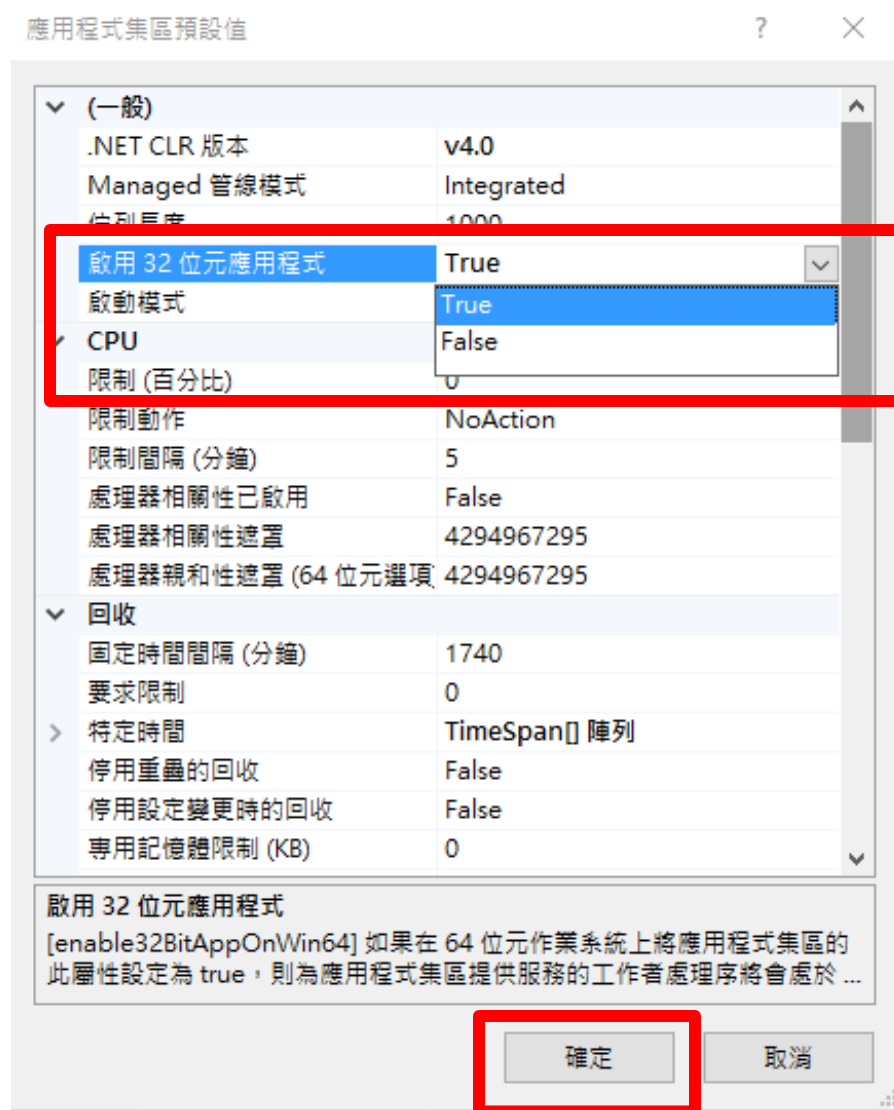 應用程式集區預設值
(一般)
.NET CLR 版本 v4.0
Managed 管線模式 Integrated
佇列長度 1000
啟用 32 位元應用程式 True
啟動模式 True
CPU False
限制 (百分比) 0
限制動作 NoAction
限制間隔 (分鐘) 5
處理器相關性已啟用 False
處理器相關性遮罩 4294967295
處理器親和性遮罩 (64 位元選項) 4294967295
回收
固定時間間隔 (分鐘) 1740
要求限制 0
特定時間 TimeSpan[] 陣列
停用重疊的回收 False
停用設定變更時的回收 False
專用記憶體限制 (KB) 0
啟用 32 位元應用程式
[enable32BitAppOnWin64] 如果在 64 位元作業系統上將應用程式集區的
此屬性設定為 true，則為應用程式集區提供服務的工作者處理序將會處於 ...
確定 取消